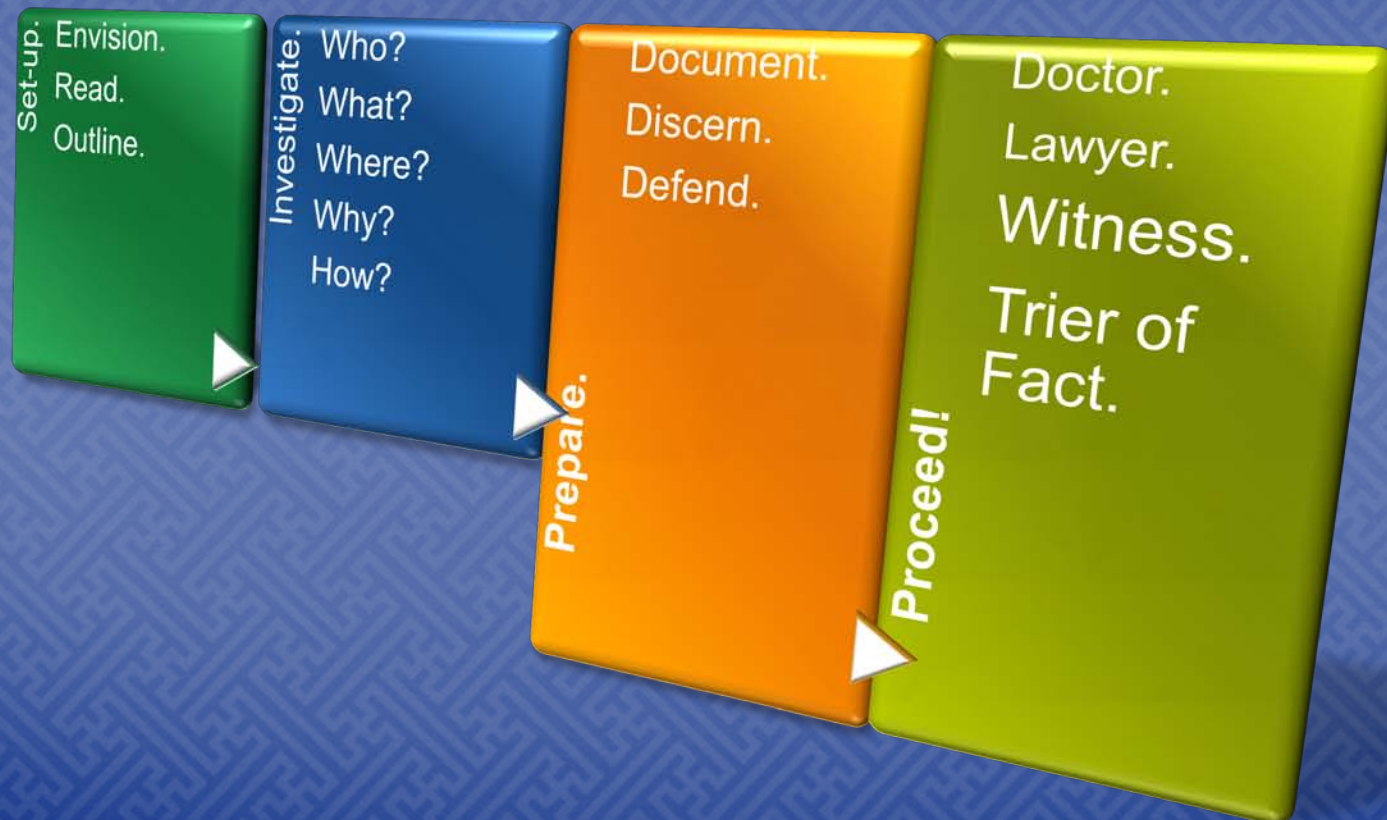 Set-up.
Envision.
Read.
Outline.
Investigate.
Who?
What?
Where?
Why?
How?
Prepare.
Document.
Discern.
Defend.
Proceed!
Doctor.
Lawyer.
Witness.
Trier of
Fact.